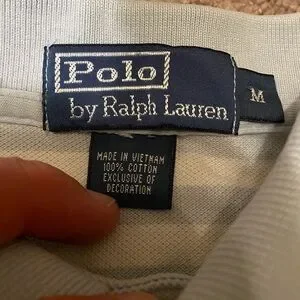 Polo
by Ralph Lauren
M
MADE IN VIETNAM
100% COTTON
EXCLUSIVE OF
DECORATION